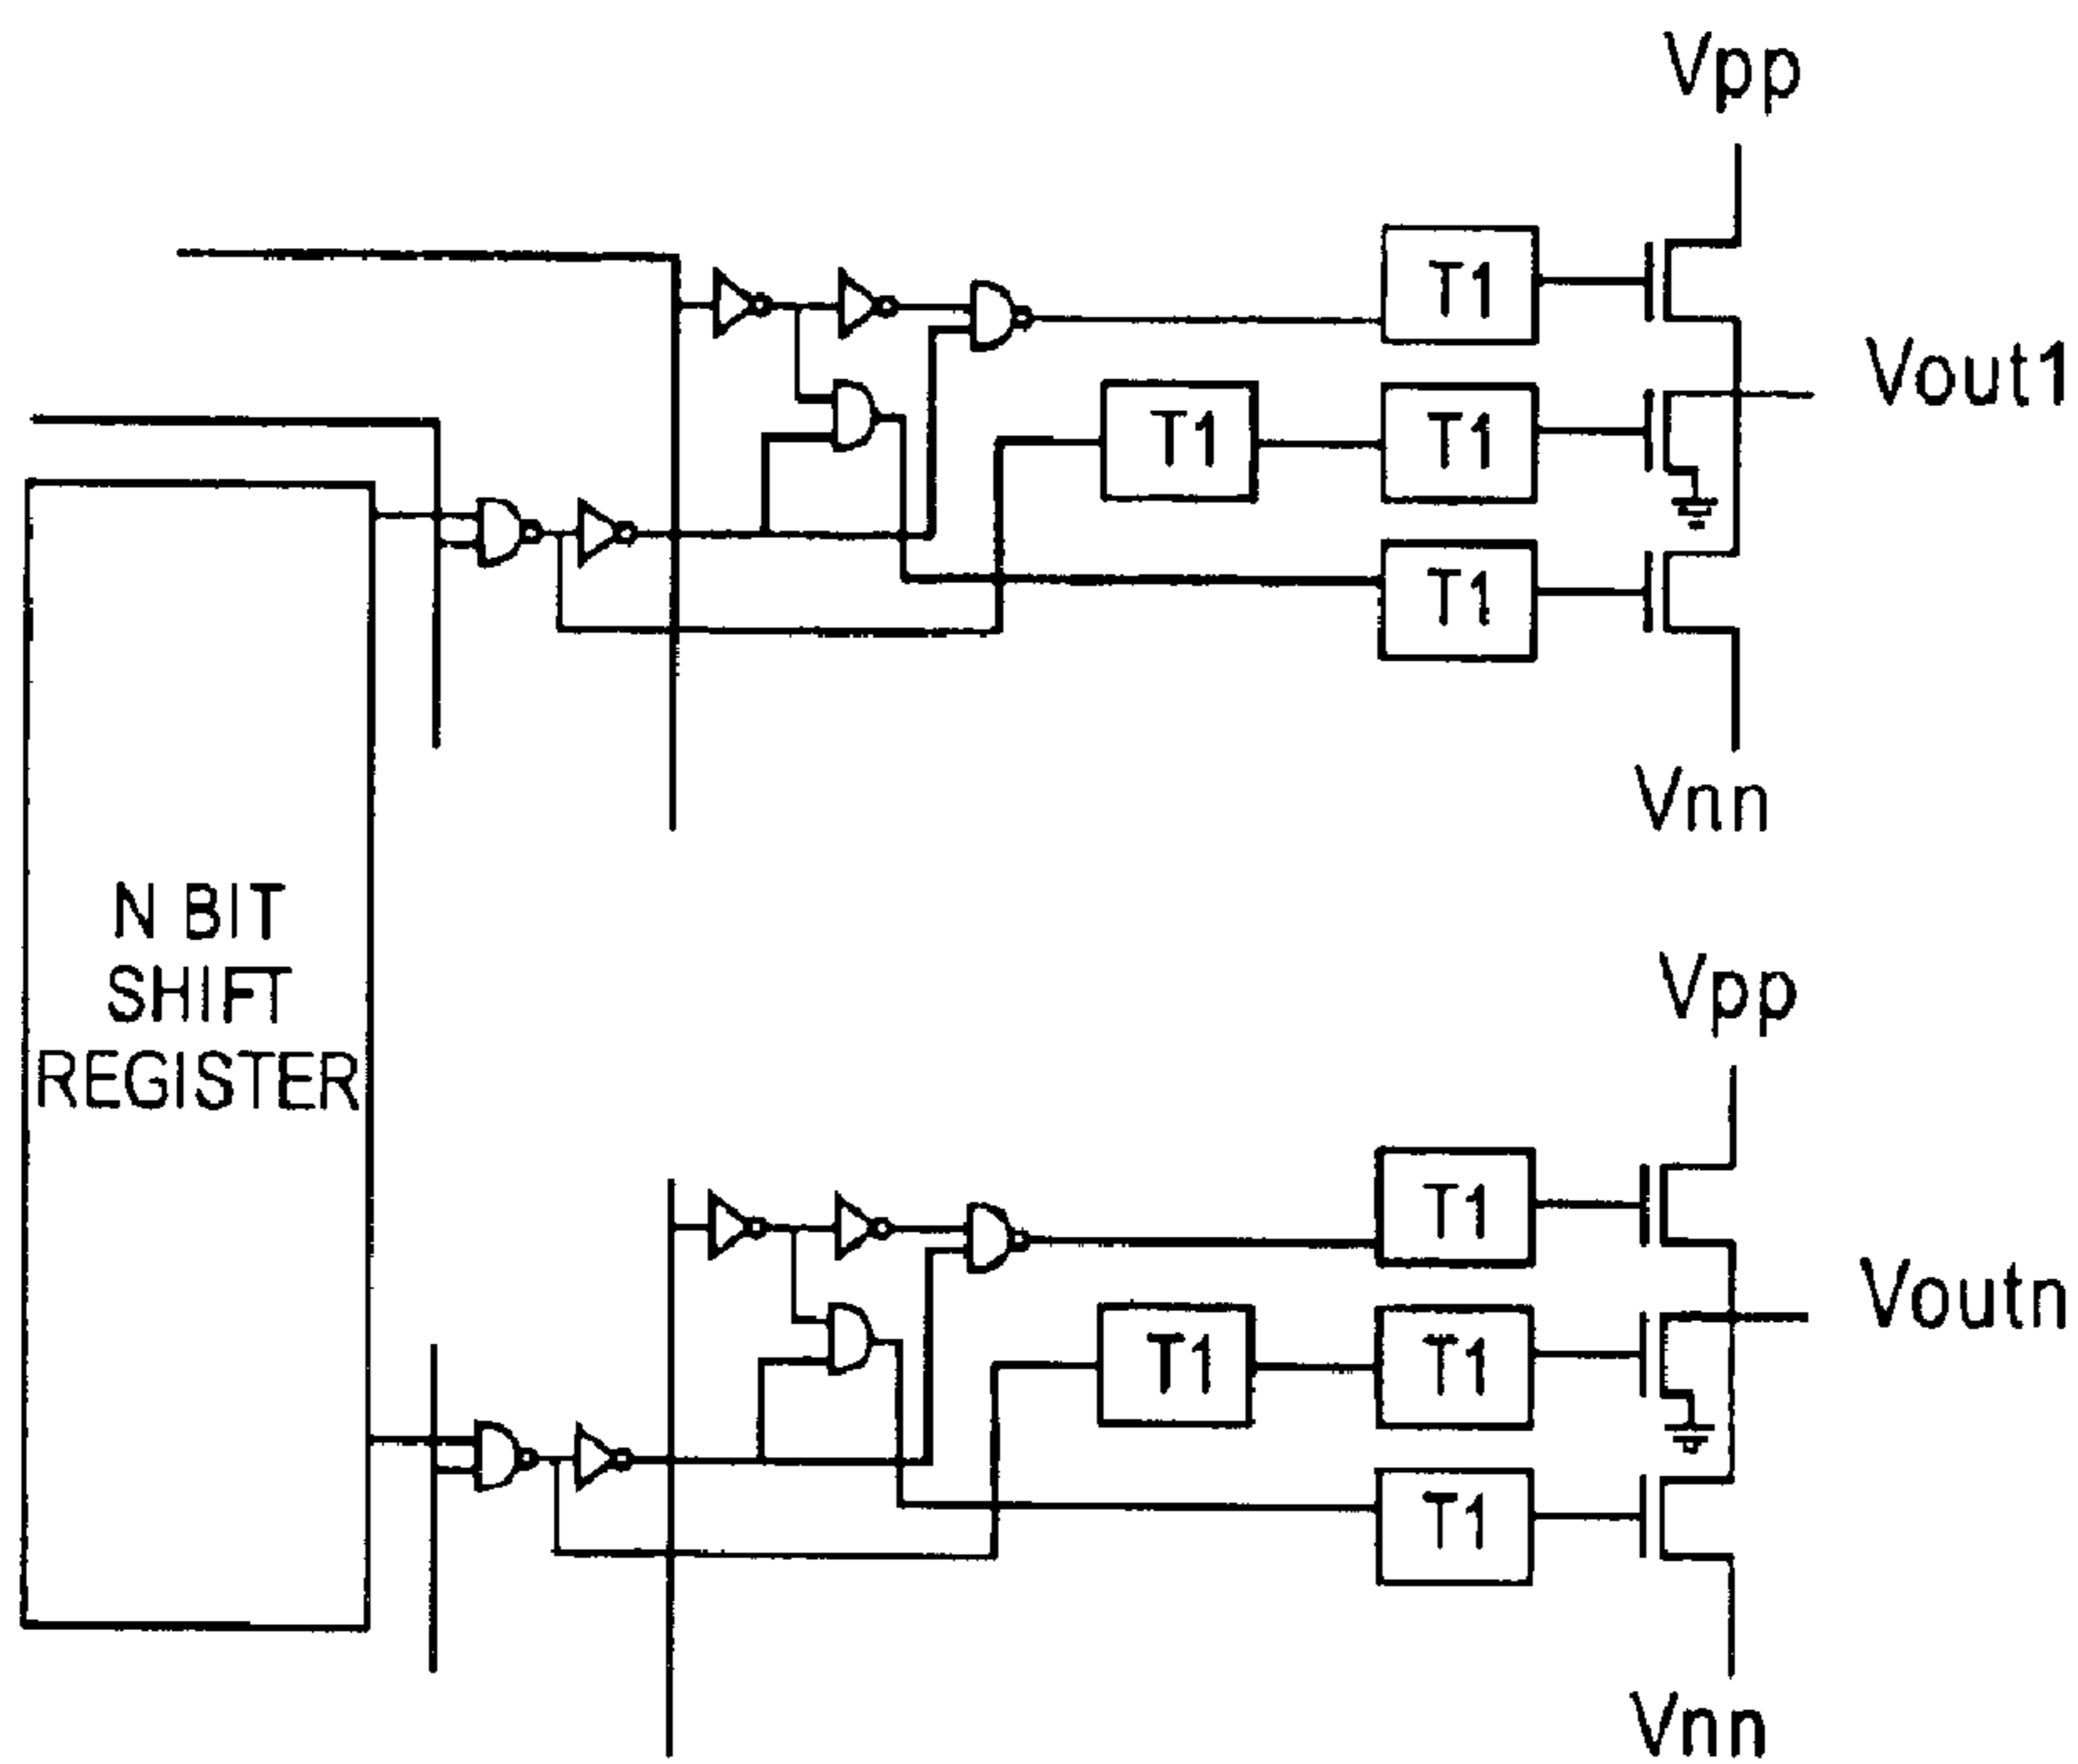 Vpp
T1
Vout1
T1 T1
T1
Vnn
N BIT
SHIFT
REGISTER
Vpp
T1
Voutn
T1 T1
T1
Vnn